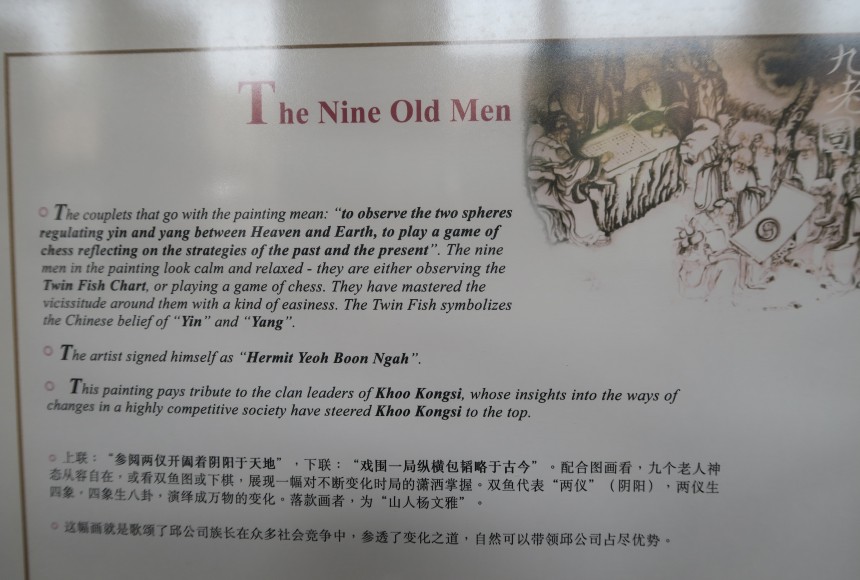 The Nine Old Men
九老圖
The couplets that go with the painting mean: “to observe the two spheres
regulating yin and yang between Heaven and Earth, to play a game of
chess reflecting on the strategies of the past and the present”. The nine
men in the painting look calm and relaxed - they are either observing the
Twin Fish Chart, or playing a game of chess. They have mastered the
vicissitude around them with a kind of easiness. The Twin Fish symbolizes
the Chinese belief of “Yin” and “Yang”.
The artist signed himself as “Hermit Yeoh Boon Ngah”.
This painting pays tribute to the clan leaders of Khoo Kongsi, whose insights into the ways of
changes in a highly competitive society have steered Khoo Kongsi to the top.
上联：“参阅两仪开阖着阴阳于天地”，下联：“戏围一局纵横包韬略于古今”。配合图画看，九个老人神
态从容自在，或看双鱼图或下棋，展现一幅对不断变化时局的潇洒掌握。双鱼代表“两仪”（阴阳），两仪生
四象，四象生八卦，演绎成万物的变化。落款画者，为“山人杨文雅”。
这幅画就是歌颂了邱公司族长在众多社会竞争中，参透了变化之道，自然可以带领邱公司占尽优势。